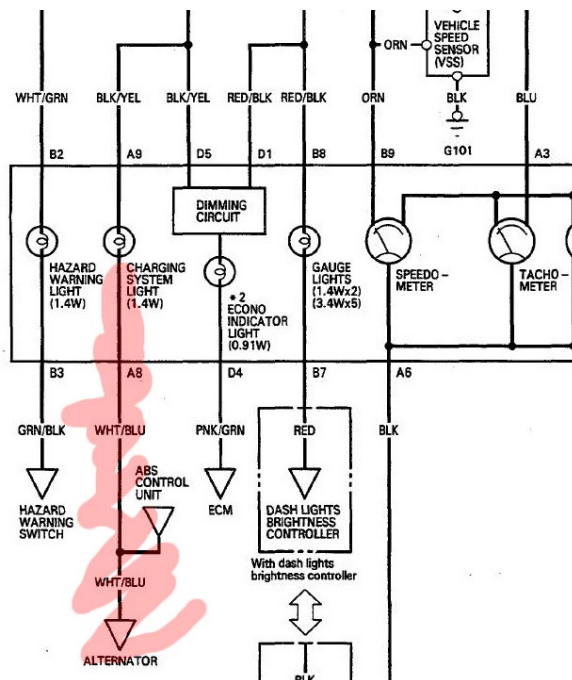 VEHICLE
SPEED
SENSOR
(VSS)
ORN
WHT/GRN
BLK/YEL
BLK/YEL
RED/BLK
RED/BLK
ORN
BLK
BLU
G101
B2
A9
D5
D1
B8
B9
A3
DIMMING
CIRCUIT
HAZARD
WARNING
LIGHT
(1.4W)
CHARGING
SYSTEM
LIGHT
(1.4W)
*2
ECONO
INDICATOR
LIGHT
(0.91W)
GAUGE
LIGHTS
(1.4Wx2)
(3.4Wx5)
SPEEDO-
METER
TACHO-
METER
B3
A8
D4
B7
A6
GRN/BLK
WHT/BLU
PNK/GRN
RED
BLK
HAZARD
WARNING
SWITCH
ABS
CONTROL
UNIT
ECM
DASH LIGHTS
BRIGHTNESS
CONTROLLER
With dash lights
brightness controller
WHT/BLU
ALTERNATOR
BLK